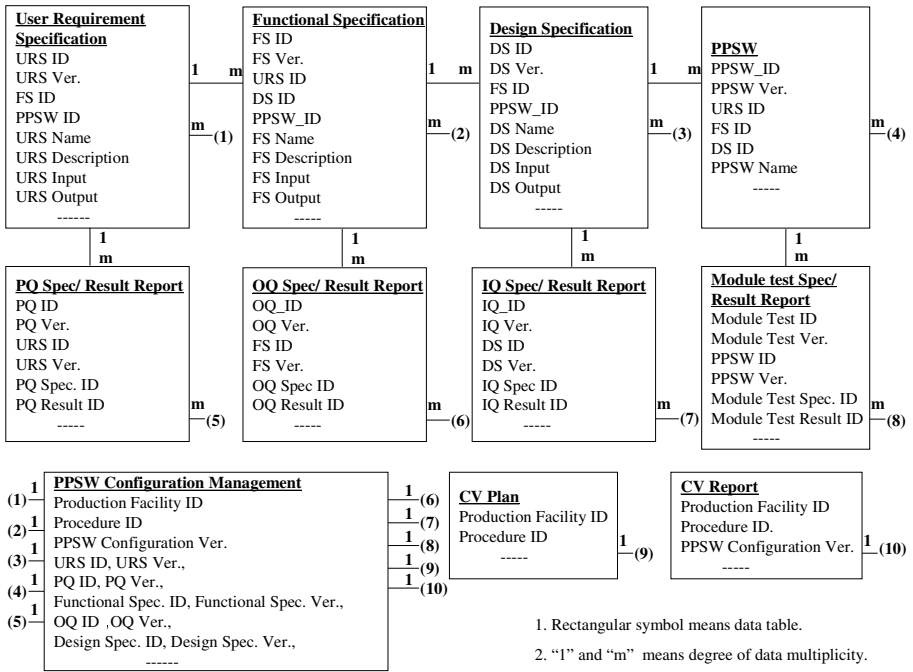 User Requirement
Specification
URS ID
URS Ver.
FS ID
PPSW ID
URS Name
URS Description
URS Input
URS Output
------
1 m
m
(1)
Functional Specification
FS ID
FS Ver.
URS ID
DS ID
PPSW_ID
FS Name
FS Description
FS Input
FS Output
-----
1 m
m
(2)
Design Specification
DS ID
DS Ver.
FS ID
PPSW_ID
DS Name
DS Description
DS Input
DS Output
-----
1 m
m
(3)
PPSW
PPSW_ID
PPSW Ver.
URS ID
FS ID
DS ID
PPSW Name
-----
m
(4)
1
m
1
m
1
m
1
m
PQ Spec/ Result Report
PQ ID
PQ Ver.
URS ID
URS Ver.
PQ Spec. ID
PQ Result ID
-----
m
(5)
OQ Spec/ Result Report
OQ_ID
OQ Ver.
FS ID
FS Ver.
OQ Spec ID
OQ Result ID
-----
m
(6)
IQ Spec/ Result Report
IQ_ID
IQ Ver.
DS ID
DS Ver.
IQ Spec ID
IQ Result ID
-----
m
(7)
Module test Spec/
Result Report
Module Test ID
Module Test Ver.
PPSW ID
PPSW Ver.
Module Test Spec. ID
Module Test Result ID
-----
m
(8)
1
(1)
1
(2)
1
(3)
1
(4)
1
(5)
PPSW Configuration Management
Production Facility ID
Procedure ID
PPSW Configuration Ver.
URS ID, URS Ver.,
PQ ID, PQ Ver.,
Functional Spec. ID, Functional Spec. Ver.,
OQ ID ,OQ Ver.,
Design Spec. ID, Design Spec. Ver.,
------
1
(6)
1
(7)
1
(8)
1
(9)
1
(10)
CV Plan
Production Facility ID
Procedure ID
-----
1
(9)
CV Report
Production Facility ID
Procedure ID.
PPSW Configuration Ver.
-----
1
(10)
1. Rectangular symbol means data table.
2. “1” and “m” means degree of data multiplicity.